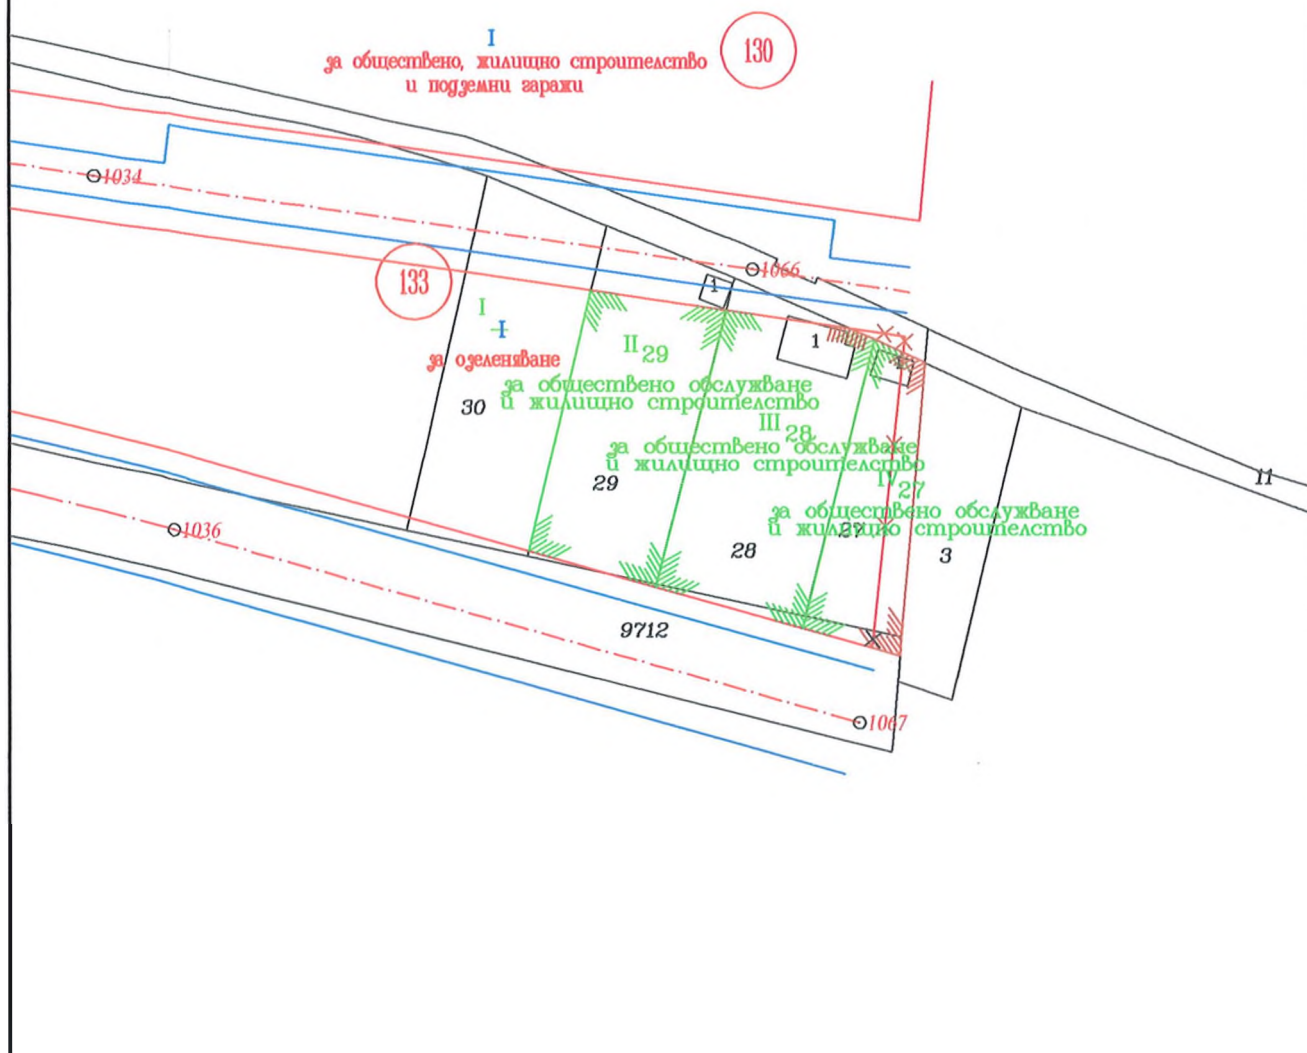 I
за обществено, жилищно строителство
и подземни гаражи
130
1034
1066
133
I
I
за озеленяване
1
1
II 29
за обществено обслужване
и жилищно строителство
30
III 28
за обществено обслужване
и жилищно строителство
29
IV 27
за обществено обслужване
и жилищно строителство
11
27
28
3
1036
9712
1067